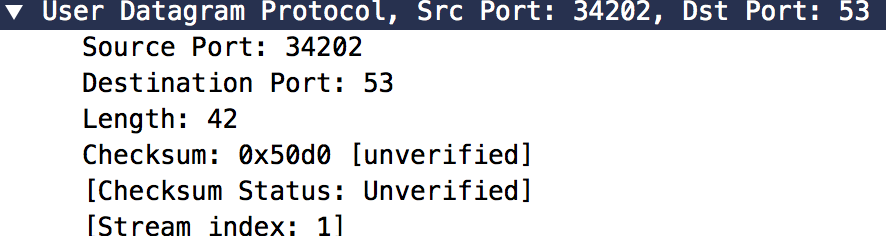 User Datagram Protocol, Src Port: 34202, Dst Port: 53
Source Port: 34202
Destination Port: 53
Length: 42
Checksum: 0x50d0 [unverified]
[Checksum Status: Unverified]
[Stream index: 1]